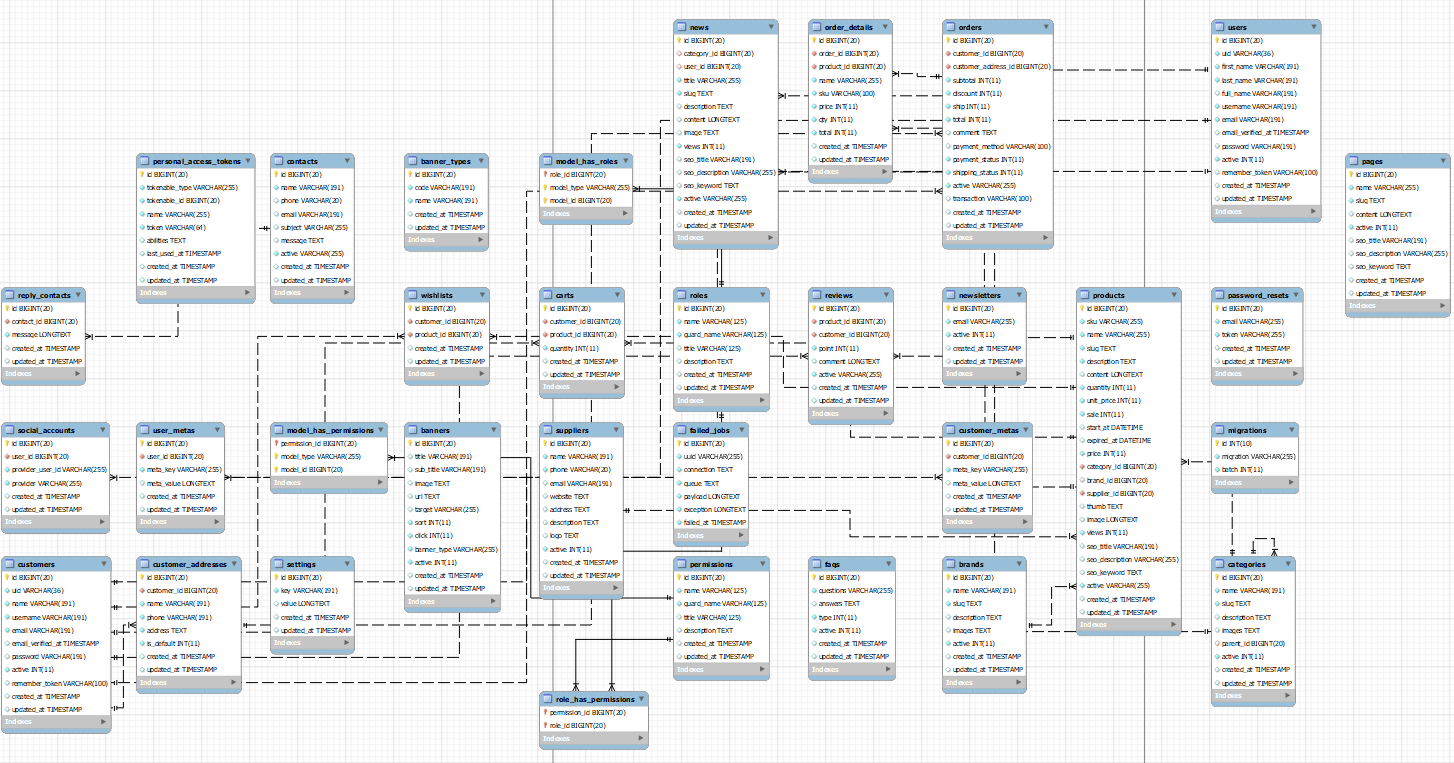 news
id BIGINT(20)
category_id BIGINT(20)
user_id BIGINT(20)
title VARCHAR(255)
slug TEXT
description TEXT
content LONGTEXT
image TEXT
views INT(11)
seo_title VARCHAR(191)
seo_description VARCHAR(255)
seo_keyword TEXT
active VARCHAR(255)
created_at TIMESTAMP
updated_at TIMESTAMP
Indexes
order_details
id BIGINT(20)
order_id BIGINT(20)
product_id BIGINT(20)
name VARCHAR(255)
sku VARCHAR(100)
price INT(11)
qty INT(11)
total INT(11)
created_at TIMESTAMP
updated_at TIMESTAMP
Indexes
orders
id BIGINT(20)
customer_id BIGINT(20)
customer_address_id BIGINT(20)
subtotal INT(11)
discount INT(11)
ship INT(11)
total INT(11)
comment TEXT
payment_method VARCHAR(100)
payment_status INT(11)
shipping_status INT(11)
active VARCHAR(255)
transaction VARCHAR(100)
created_at TIMESTAMP
updated_at TIMESTAMP
Indexes
users
id BIGINT(20)
uid VARCHAR(36)
first_name VARCHAR(191)
last_name VARCHAR(191)
full_name VARCHAR(191)
username VARCHAR(191)
email VARCHAR(191)
email_verified_at TIMESTAMP
password VARCHAR(191)
active INT(11)
remember_token VARCHAR(100)
created_at TIMESTAMP
updated_at TIMESTAMP
Indexes
personal_access_tokens
id BIGINT(20)
tokenable_type VARCHAR(255)
tokenable_id BIGINT(20)
name VARCHAR(255)
token VARCHAR(64)
abilities TEXT
last_used_at TIMESTAMP
created_at TIMESTAMP
updated_at TIMESTAMP
Indexes
contacts
id BIGINT(20)
name VARCHAR(191)
phone VARCHAR(20)
email VARCHAR(191)
subject VARCHAR(255)
message TEXT
active VARCHAR(255)
created_at TIMESTAMP
updated_at TIMESTAMP
Indexes
banner_types
id BIGINT(20)
code VARCHAR(191)
name VARCHAR(191)
created_at TIMESTAMP
updated_at TIMESTAMP
Indexes
model_has_roles
role_id BIGINT(20)
model_type VARCHAR(255)
model_id BIGINT(20)
Indexes
pages
id BIGINT(20)
name VARCHAR(255)
slug TEXT
content LONGTEXT
active INT(11)
seo_title VARCHAR(191)
seo_description VARCHAR(255)
seo_keyword TEXT
created_at TIMESTAMP
updated_at TIMESTAMP
Indexes
reply_contacts
id BIGINT(20)
contact_id BIGINT(20)
message LONGTEXT
created_at TIMESTAMP
updated_at TIMESTAMP
Indexes
wishlists
id BIGINT(20)
customer_id BIGINT(20)
product_id BIGINT(20)
created_at TIMESTAMP
updated_at TIMESTAMP
Indexes
carts
id BIGINT(20)
customer_id BIGINT(20)
product_id BIGINT(20)
quantity INT(11)
created_at TIMESTAMP
updated_at TIMESTAMP
Indexes
roles
id BIGINT(20)
name VARCHAR(125)
guard_name VARCHAR(125)
title VARCHAR(125)
description TEXT
created_at TIMESTAMP
updated_at TIMESTAMP
Indexes
reviews
id BIGINT(20)
product_id BIGINT(20)
customer_id BIGINT(20)
point INT(11)
comment LONGTEXT
active VARCHAR(255)
created_at TIMESTAMP
updated_at TIMESTAMP
Indexes
newsletters
id BIGINT(20)
email VARCHAR(255)
active INT(11)
created_at TIMESTAMP
updated_at TIMESTAMP
Indexes
products
id BIGINT(20)
sku VARCHAR(255)
name VARCHAR(255)
slug TEXT
description TEXT
content LONGTEXT
quantity INT(11)
unit_price INT(11)
sale INT(11)
start_at DATETIME
expired_at DATETIME
price INT(11)
category_id BIGINT(20)
brand_id BIGINT(20)
supplier_id BIGINT(20)
thumb TEXT
image LONGTEXT
views INT(11)
seo_title VARCHAR(191)
seo_description VARCHAR(255)
seo_keyword TEXT
active VARCHAR(255)
created_at TIMESTAMP
updated_at TIMESTAMP
Indexes
password_resets
id BIGINT(20)
email VARCHAR(255)
token VARCHAR(255)
created_at TIMESTAMP
updated_at TIMESTAMP
Indexes
social_accounts
id BIGINT(20)
user_id BIGINT(20)
provider_user_id VARCHAR(255)
provider VARCHAR(255)
created_at TIMESTAMP
updated_at TIMESTAMP
Indexes
user_metas
id BIGINT(20)
user_id BIGINT(20)
meta_key VARCHAR(255)
meta_value LONGTEXT
created_at TIMESTAMP
updated_at TIMESTAMP
Indexes
model_has_permissions
permission_id BIGINT(20)
model_type VARCHAR(255)
model_id BIGINT(20)
Indexes
banners
id BIGINT(20)
title VARCHAR(191)
sub_title VARCHAR(191)
image TEXT
url TEXT
target VARCHAR(255)
sort INT(11)
click INT(11)
banner_type VARCHAR(255)
active INT(11)
created_at TIMESTAMP
updated_at TIMESTAMP
Indexes
suppliers
id BIGINT(20)
name VARCHAR(191)
phone VARCHAR(20)
email VARCHAR(191)
website TEXT
address TEXT
description TEXT
logo TEXT
active INT(11)
created_at TIMESTAMP
updated_at TIMESTAMP
Indexes
failed_jobs
id BIGINT(20)
uuid VARCHAR(255)
connection TEXT
queue TEXT
payload LONGTEXT
exception LONGTEXT
failed_at TIMESTAMP
Indexes
customer_metas
id BIGINT(20)
customer_id BIGINT(20)
meta_key VARCHAR(255)
meta_value LONGTEXT
created_at TIMESTAMP
updated_at TIMESTAMP
Indexes
migrations
id INT(10)
migration VARCHAR(255)
batch INT(11)
Indexes
customers
id BIGINT(20)
uid VARCHAR(36)
name VARCHAR(191)
username VARCHAR(191)
email VARCHAR(191)
email_verified_at TIMESTAMP
password VARCHAR(191)
active INT(11)
remember_token VARCHAR(100)
created_at TIMESTAMP
updated_at TIMESTAMP
Indexes
customer_addresses
id BIGINT(20)
customer_id BIGINT(20)
name VARCHAR(191)
phone VARCHAR(191)
address TEXT
is_default INT(11)
created_at TIMESTAMP
updated_at TIMESTAMP
Indexes
settings
id BIGINT(20)
key VARCHAR(191)
value LONGTEXT
created_at TIMESTAMP
updated_at TIMESTAMP
Indexes
permissions
id BIGINT(20)
name VARCHAR(125)
guard_name VARCHAR(125)
title VARCHAR(125)
description TEXT
created_at TIMESTAMP
updated_at TIMESTAMP
Indexes
faqs
id BIGINT(20)
questions VARCHAR(255)
answers TEXT
type INT(11)
active INT(11)
created_at TIMESTAMP
updated_at TIMESTAMP
Indexes
brands
id BIGINT(20)
name VARCHAR(191)
slug TEXT
description TEXT
images TEXT
active INT(11)
created_at TIMESTAMP
updated_at TIMESTAMP
Indexes
categories
id BIGINT(20)
name VARCHAR(191)
slug TEXT
description TEXT
images TEXT
parent_id BIGINT(20)
active INT(11)
created_at TIMESTAMP
updated_at TIMESTAMP
Indexes
role_has_permissions
permission_id BIGINT(20)
role_id BIGINT(20)
Indexes